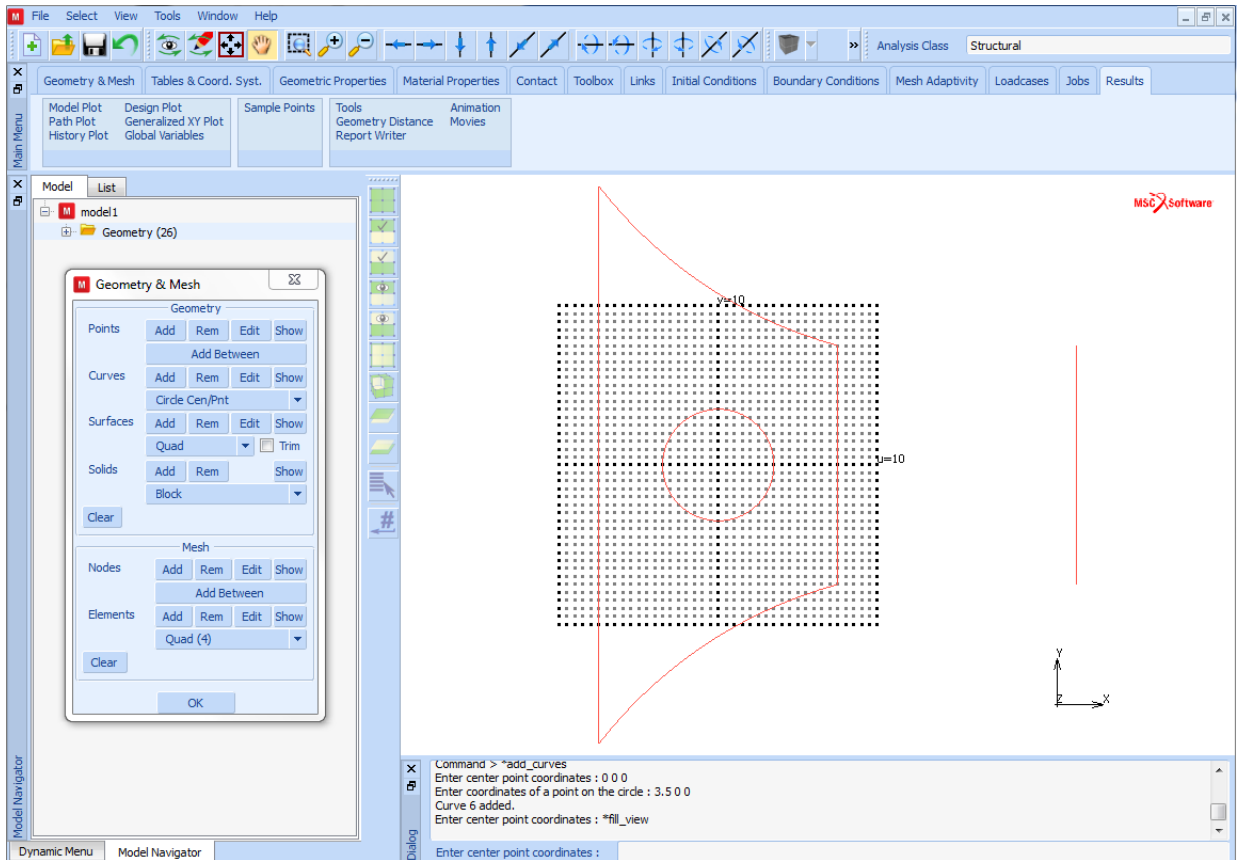 M File Select View Tools Window Help
» Analysis Class Structural
Geometry & Mesh Tables & Coord. Syst. Geometric Properties Material Properties Contact Toolbox Links Initial Conditions Boundary Conditions Mesh Adaptivity Loadcases Jobs Results
Main Menu
Model Plot Design Plot Sample Points Tools Animation
Path Plot Generalized XY Plot Geometry Distance Movies
History Plot Global Variables Report Writer
Model List
M model1
Geometry (26)
MSC Software
M Geometry & Mesh
Geometry
Points Add Rem Edit Show
Add Between
Curves Add Rem Edit Show
Circle Cen/Pnt
Surfaces Add Rem Edit Show
Quad Trim
Solids Add Rem Show
Block
Clear
Mesh
Nodes Add Rem Edit Show
Add Between
Elements Add Rem Edit Show
Quad (4)
Clear
OK
#
v=10
u=10
Y
Z X
Model Navigator
Dialog
Command > *add_curves
Enter center point coordinates : 0 0 0
Enter coordinates of a point on the circle : 3.5 0 0
Curve 6 added.
Enter center point coordinates : *fill_view
Enter center point coordinates :
Dynamic Menu Model Navigator